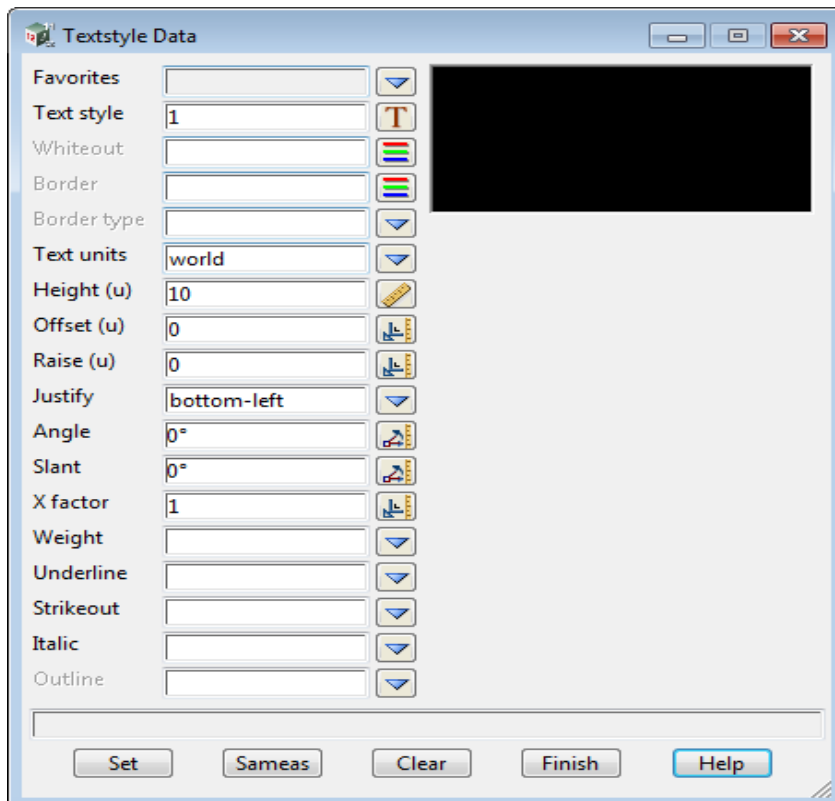 Textstyle Data
Favorites
Text style 1
Whiteout
Border
Border type
Text units world
Height (u) 10
Offset (u) 0
Raise (u) 0
Justify bottom-left
Angle 0°
Slant 0°
X factor 1
Weight
Underline
Strikeout
Italic
Outline
Set Sameas Clear Finish Help